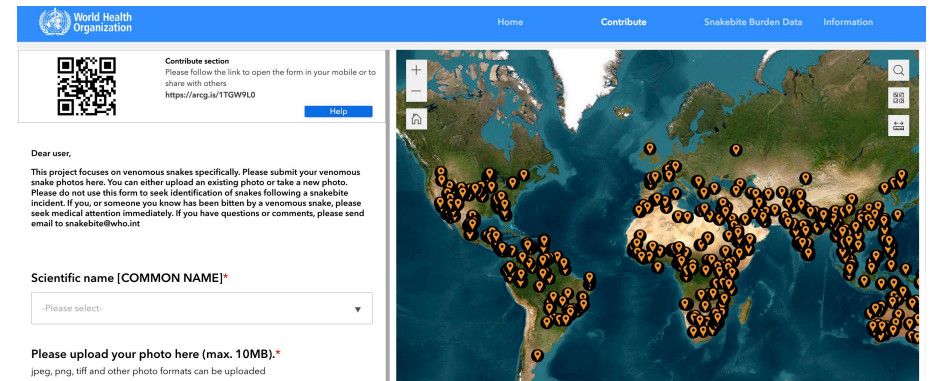 World Health
Organization
Home
Contribute
Snakebite Burden Data
Information
Contribute section
Please follow the link to open the form in your mobile or to
share with others
https://arcg.is/1TGW9L0
Help
Dear user,
This project focuses on venomous snakes specifically. Please submit your venomous
snake photos here. You can either upload an existing photo or take a new photo.
Please do not use this form to seek identification of snakes following a snakebite
incident. If you, or someone you know has been bitten by a venomous snake, please
seek medical attention immediately. If you have questions or comments, please send
email to snakebite@who.int
Scientific name [COMMON NAME]*
-Please select-
Please upload your photo here (max. 10MB).*
jpeg, png, tiff and other photo formats can be uploaded